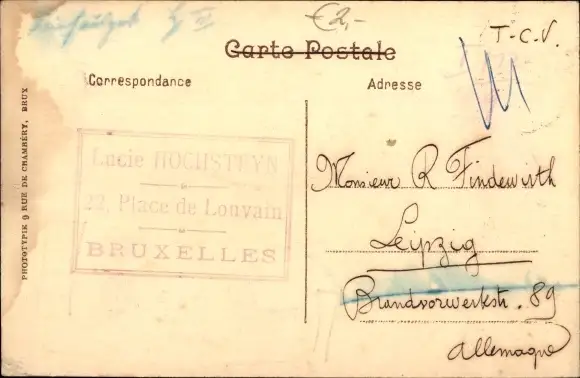 €2,-
T-C.V.
Carte Postale
Correspondance
Adresse
PHOTOTYPIE 9 RUE DE CHAMBÉRY, BRUX
Lucie HOCHSTEYN
22, Place de Louvain
BRUXELLES
Monsieur R Findewirth
Leipzig
Brandvorwerkstr. 89
Allemagne